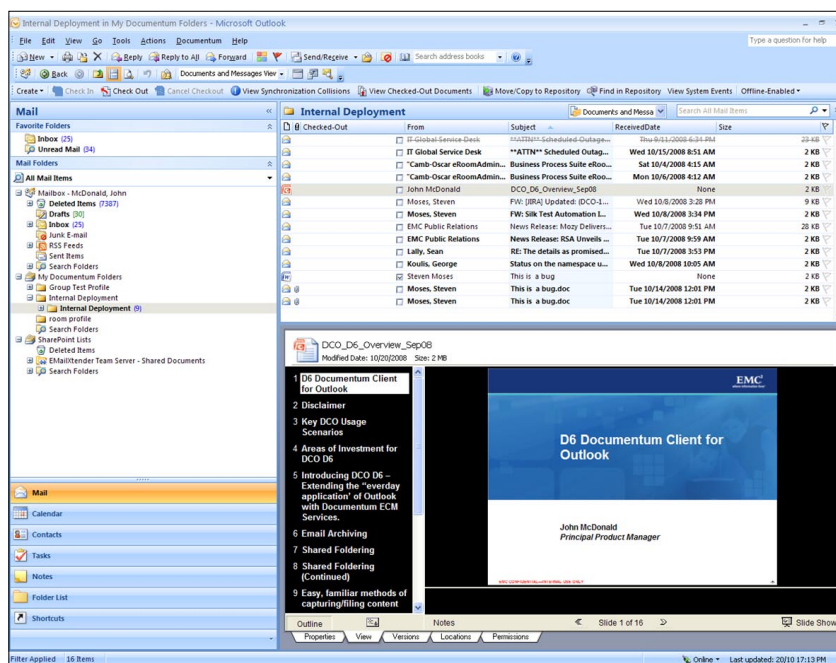 Internal Deployment in My Documentum Folders - Microsoft Outlook
File Edit View Go Tools Actions Documentum Help
Type a question for help
New Reply Reply to All Forward Send/Receive Search address books
Back Documents and Messages View
Create Check In Check Out Cancel Checkout View Synchronization Collisions View Checked-Out Documents Move/Copy to Repository Find in Repository View System Events Offline-Enabled
Mail
Favorite Folders
Inbox (25)
Unread Mail (34)
Mail Folders
All Mail Items
Mailbox - McDonald, John
Deleted Items (7387)
Drafts [30]
Inbox (25)
Junk E-mail
RSS Feeds
Sent Items
Search Folders
My Documentum Folders
Group Test Profile
Internal Deployment
Internal Deployment (9)
room profile
Search Folders
SharePoint Lists
Deleted Items
EMailXtender Team Server - Shared Documents
Search Folders
Mail
Calendar
Contacts
Tasks
Notes
Folder List
Shortcuts
Internal Deployment
Documents and Messa
Search All Mail Items
Checked-Out From Subject ReceivedDate Size
IT Global Service Desk **ATTN** Scheduled Outage... Thu 9/11/2008 6:34 PM 23 KB
IT Global Service Desk **ATTN** Scheduled Outag... Wed 10/15/2008 8:51 AM 2 KB
"Camb-Oscar eRoomAdmin... Business Process Suite eRoo... Sat 10/4/2008 4:15 AM 2 KB
"Camb-Oscar eRoomAdmin... Business Process Suite eRoo... Mon 10/6/2008 4:12 AM 2 KB
John McDonald DCO_D6_Overview_Sep08 None 2 KB
Moses, Steven FW: [JIRA] Updated: (DCO-1... Wed 10/8/2008 3:28 PM 9 KB
Moses, Steven FW: Silk Test Automation L... Wed 10/8/2008 3:34 PM 2 KB
EMC Public Relations News Release: Mozy Delivers... Tue 10/7/2008 9:51 AM 28 KB
EMC Public Relations News Release: RSA Unveils ... Tue 10/7/2008 9:59 AM 2 KB
Lally, Sean RE: The details as promised... Tue 10/7/2008 3:53 PM 2 KB
Koulis, George Status on the namespace u... Wed 10/8/2008 10:05 AM 2 KB
Steven Moses This is a bug None 2 KB
Moses, Steven This is a bug.doc Tue 10/14/2008 12:01 PM 2 KB
Moses, Steven This is a bug.doc Tue 10/14/2008 12:01 PM 2 KB
DCO_D6_Overview_Sep08
Modified Date: 10/20/2008 Size: 2 MB
1 D6 Documentum Client
for Outlook
2 Disclaimer
3 Key DCO Usage
Scenarios
4 Areas of Investment for
DCO D6
5 Introducing DCO D6 –
Extending the "everday
application' of Outlook
with Documentum ECM
Services.
6 Email Archiving
7 Shared Foldering
8 Shared Foldering
(Continued)
9 Easy, familiar methods of
capturing/filing content
EMC²
where information lives
D6 Documentum Client for
Outlook
John McDonald
Principal Product Manager
EMC CONFIDENTIAL—INTERNAL USE ONLY
Outline Notes Slide 1 of 16 Slide Show
Properties View Versions Locations Permissions
Filter Applied 16 Items
Online Last updated: 20/10 17:13 PM